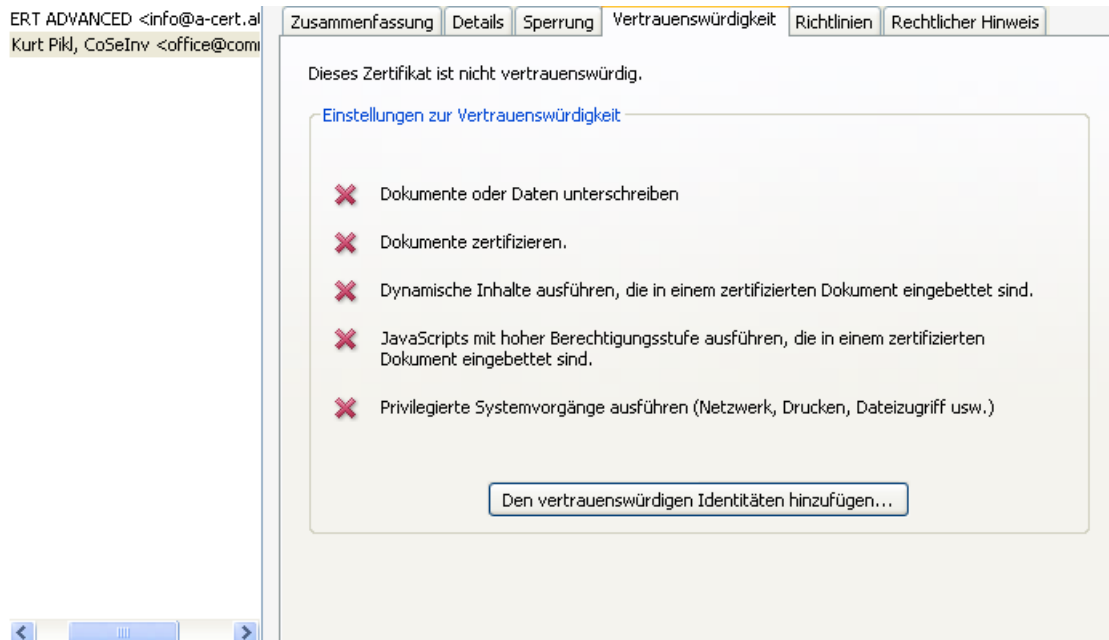 ERT ADVANCED <info@a-cert.at
Kurt Pikl, CoSeInv <office@com
Zusammenfassung Details Sperrung Vertrauenswürdigkeit Richtlinien Rechtlicher Hinweis
Dieses Zertifikat ist nicht vertrauenswürdig.
Einstellungen zur Vertrauenswürdigkeit
Dokumente oder Daten unterschreiben
Dokumente zertifizieren.
Dynamische Inhalte ausführen, die in einem zertifizierten Dokument eingebettet sind.
JavaScripts mit hoher Berechtigungsstufe ausführen, die in einem zertifizierten
Dokument eingebettet sind.
Privilegierte Systemvorgänge ausführen (Netzwerk, Drucken, Dateizugriff usw.)
Den vertrauenswürdigen Identitäten hinzufügen...